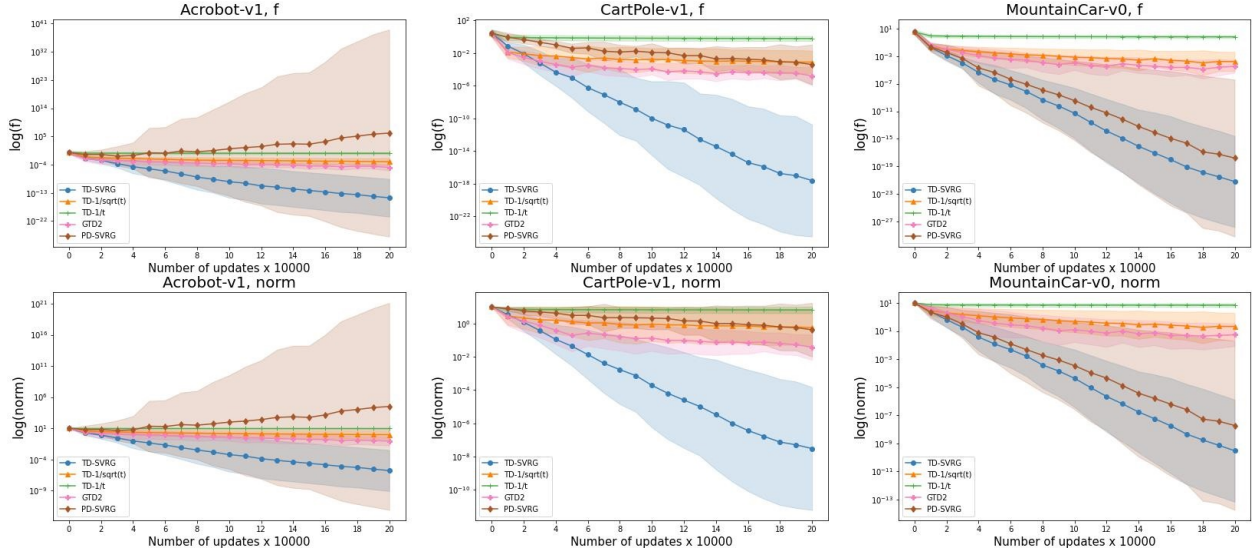 Acrobot-v1, f
log(f)
10^41
10^32
10^23
10^14
10^5
10^-4
10^-13
10^-22
TD-SVRG
TD-1/sqrt(t)
TD-1/t
GTD2
PD-SVRG
0 2 4 6 8 10 12 14 16 18 20
Number of updates x 10000
CartPole-v1, f
log(f)
10^2
10^-2
10^-6
10^-10
10^-14
10^-18
10^-22
TD-SVRG
TD-1/sqrt(t)
TD-1/t
GTD2
PD-SVRG
0 2 4 6 8 10 12 14 16 18 20
Number of updates x 10000
MountainCar-v0, f
log(f)
10^1
10^-3
10^-7
10^-11
10^-15
10^-19
10^-23
10^-27
TD-SVRG
TD-1/sqrt(t)
TD-1/t
GTD2
PD-SVRG
0 2 4 6 8 10 12 14 16 18 20
Number of updates x 10000
Acrobot-v1, norm
log(norm)
10^21
10^16
10^11
10^6
10^1
10^-4
10^-9
TD-SVRG
TD-1/sqrt(t)
TD-1/t
GTD2
PD-SVRG
0 2 4 6 8 10 12 14 16 18 20
Number of updates x 10000
CartPole-v1, norm
log(norm)
10^0
10^-2
10^-4
10^-6
10^-8
10^-10
TD-SVRG
TD-1/sqrt(t)
TD-1/t
GTD2
PD-SVRG
0 2 4 6 8 10 12 14 16 18 20
Number of updates x 10000
MountainCar-v0, norm
log(norm)
10^1
10^-1
10^-3
10^-5
10^-7
10^-9
10^-11
10^-13
TD-SVRG
TD-1/sqrt(t)
TD-1/t
GTD2
PD-SVRG
0 2 4 6 8 10 12 14 16 18 20
Number of updates x 10000